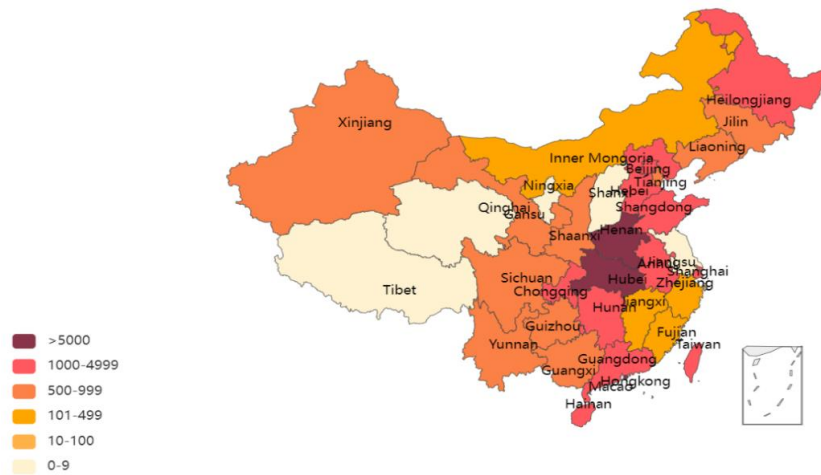 Heilongjiang
Jilin
Xinjiang
Liaoning
Inner Mongoria
Beijing
Ningxia
Tianjing
Shanxi
Hebei
Qinghai
Shangdong
Gansu
Henan
Shaanxi
Jiangsu
Anhui
Shanghai
Sichuan
Hubei
Zhejiang
Tibet
Chongqing
Jiangxi
Hunan
Guizhou
Fujian
Yunnan
Taiwan
Guangdong
Guangxi
Hongkong
Macao
Hainan
>5000
1000-4999
500-999
101-499
10-100
0-9